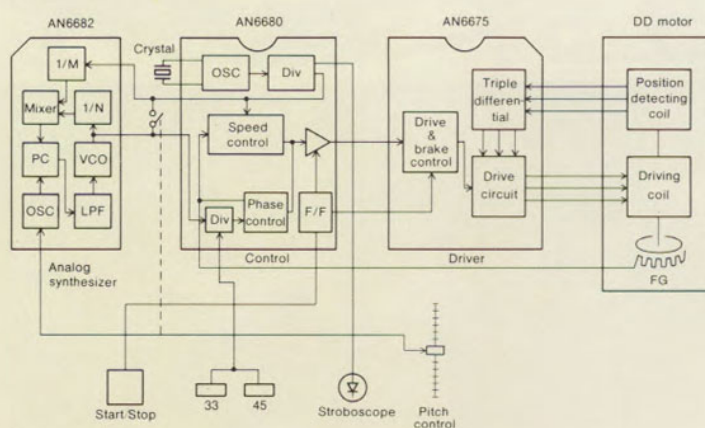 AN6682
AN6680
AN6675
DD motor
Crystal
1/M
OSC
Div
Mixer
1/N
Speed
control
Triple
differential
Position
detecting
coil
PC
VCO
Drive
&
brake
control
OSC
LPF
Div
Phase
control
F/F
Drive
circuit
Driving
coil
Analog
synthesizer
Control
Driver
FG
Start/Stop
33
45
Stroboscope
Pitch
control